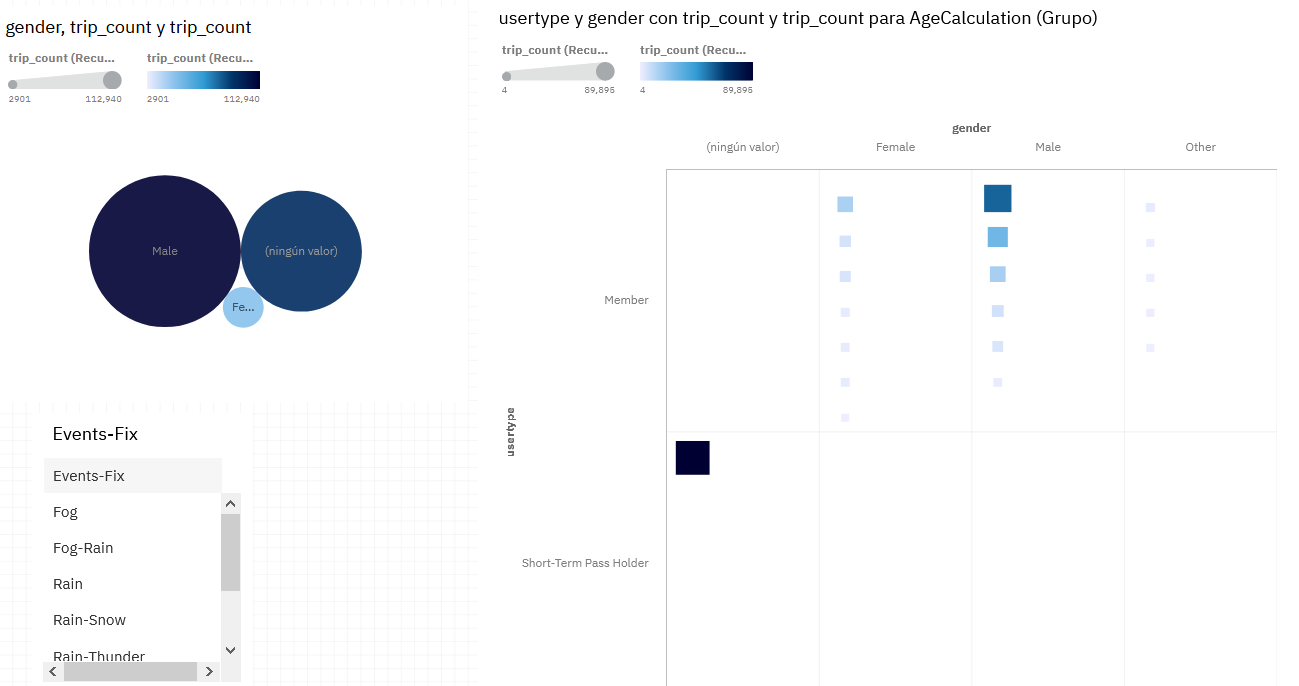 gender, trip_count y trip_count
trip_count (Recu... trip_count (Recu...
2901 112,940 2901 112,940
Male
(ningún valor)
Fe...
Events-Fix
Events-Fix
Fog
Fog-Rain
Rain
Rain-Snow
Rain-Thunder
usertype y gender con trip_count y trip_count para AgeCalculation (Grupo)
trip_count (Recu... trip_count (Recu...
4 89,895 4 89,895
gender
(ningún valor) Female Male Other
usertype
Member
Short-Term Pass Holder